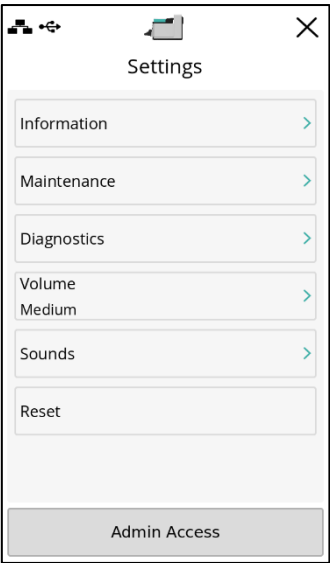 Settings
Information
Maintenance
Diagnostics
Volume
Medium
Sounds
Reset
Admin Access